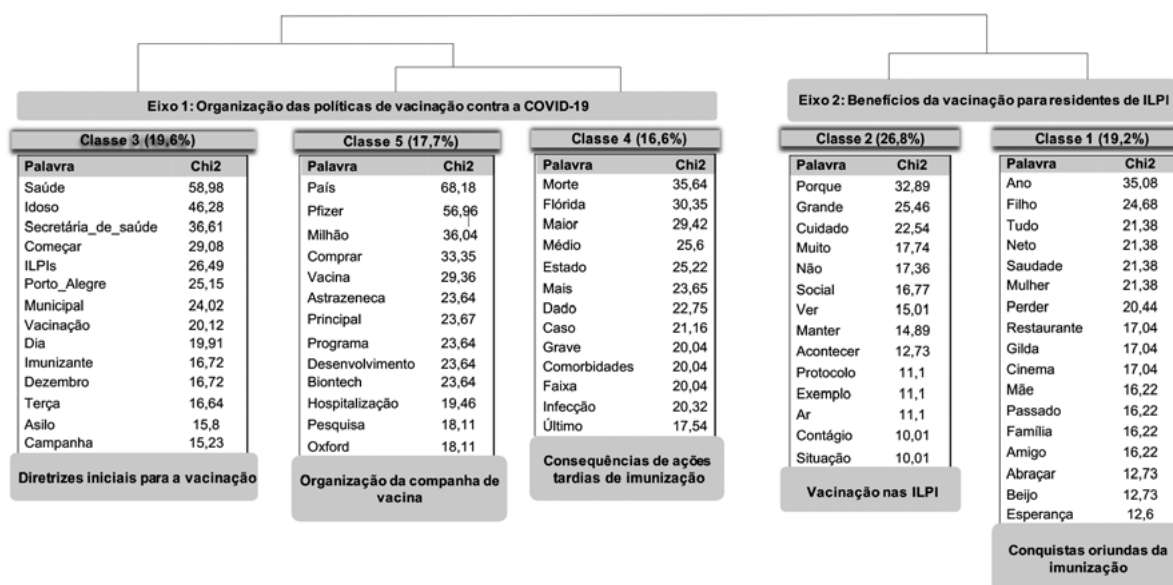 Eixo 1: Organização das políticas de vacinação contra a COVID-19
Classe 3 (19,6%)
Palavra Chi2
Saúde 58,98
Idoso 46,28
Secretária_de_saúde 36,61
Começar 29,08
ILPIs 26,49
Porto_Alegre 25,15
Municipal 24,02
Vacinação 20,12
Dia 19,91
Imunizante 16,72
Dezembro 16,72
Terça 16,64
Asilo 15,8
Campanha 15,23
Diretrizes iniciais para a vacinação
Classe 5 (17,7%)
Palavra Chi2
País 68,18
Pfizer 56,96
Milhão 36,04
Comprar 33,35
Vacina 29,36
Astrazeneca 23,64
Principal 23,67
Programa 23,64
Desenvolvimento 23,64
Biontech 23,64
Hospitalização 19,46
Pesquisa 18,11
Oxford 18,11
Organização da companha de
vacina
Classe 4 (16,6%)
Palavra Chi2
Morte 35,64
Flórida 30,35
Maior 29,42
Médio 25,6
Estado 25,22
Mais 23,65
Dado 22,75
Caso 21,16
Grave 20,04
Comorbidades 20,04
Faixa 20,04
Infecção 20,32
Último 17,54
Consequências de ações
tardias de imunização
Eixo 2: Benefícios da vacinação para residentes de ILPI
Classe 2 (26,8%)
Palavra Chi2
Porque 32,89
Grande 25,46
Cuidado 22,54
Muito 17,74
Não 17,36
Social 16,77
Ver 15,01
Manter 14,89
Acontecer 12,73
Protocolo 11,1
Exemplo 11,1
Ar 11,1
Contágio 10,01
Situação 10,01
Vacinação nas ILPI
Classe 1 (19,2%)
Palavra Chi2
Ano 35,08
Filho 24,68
Tudo 21,38
Neto 21,38
Saudade 21,38
Mulher 21,38
Perder 20,44
Restaurante 17,04
Gilda 17,04
Cinema 17,04
Mãe 16,22
Passado 16,22
Família 16,22
Amigo 16,22
Abraçar 12,73
Beijo 12,73
Esperança 12,6
Conquistas oriundas da
imunização